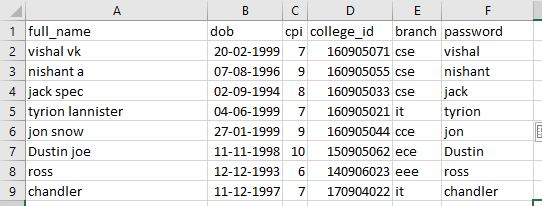 A B C D E F
1 full_name dob cpi college_id branch password
2 vishal vk 20-02-1999 7 160905071 cse vishal
3 nishant a 07-08-1996 9 160905055 cse nishant
4 jack spec 02-09-1994 8 160905033 cse jack
5 tyrion lannister 04-06-1999 7 160905021 it tyrion
6 jon snow 27-01-1999 9 160905044 cce jon
7 Dustin joe 11-11-1998 10 150905062 ece Dustin
8 ross 12-12-1993 6 140906023 eee ross
9 chandler 11-12-1997 7 170904022 it chandler